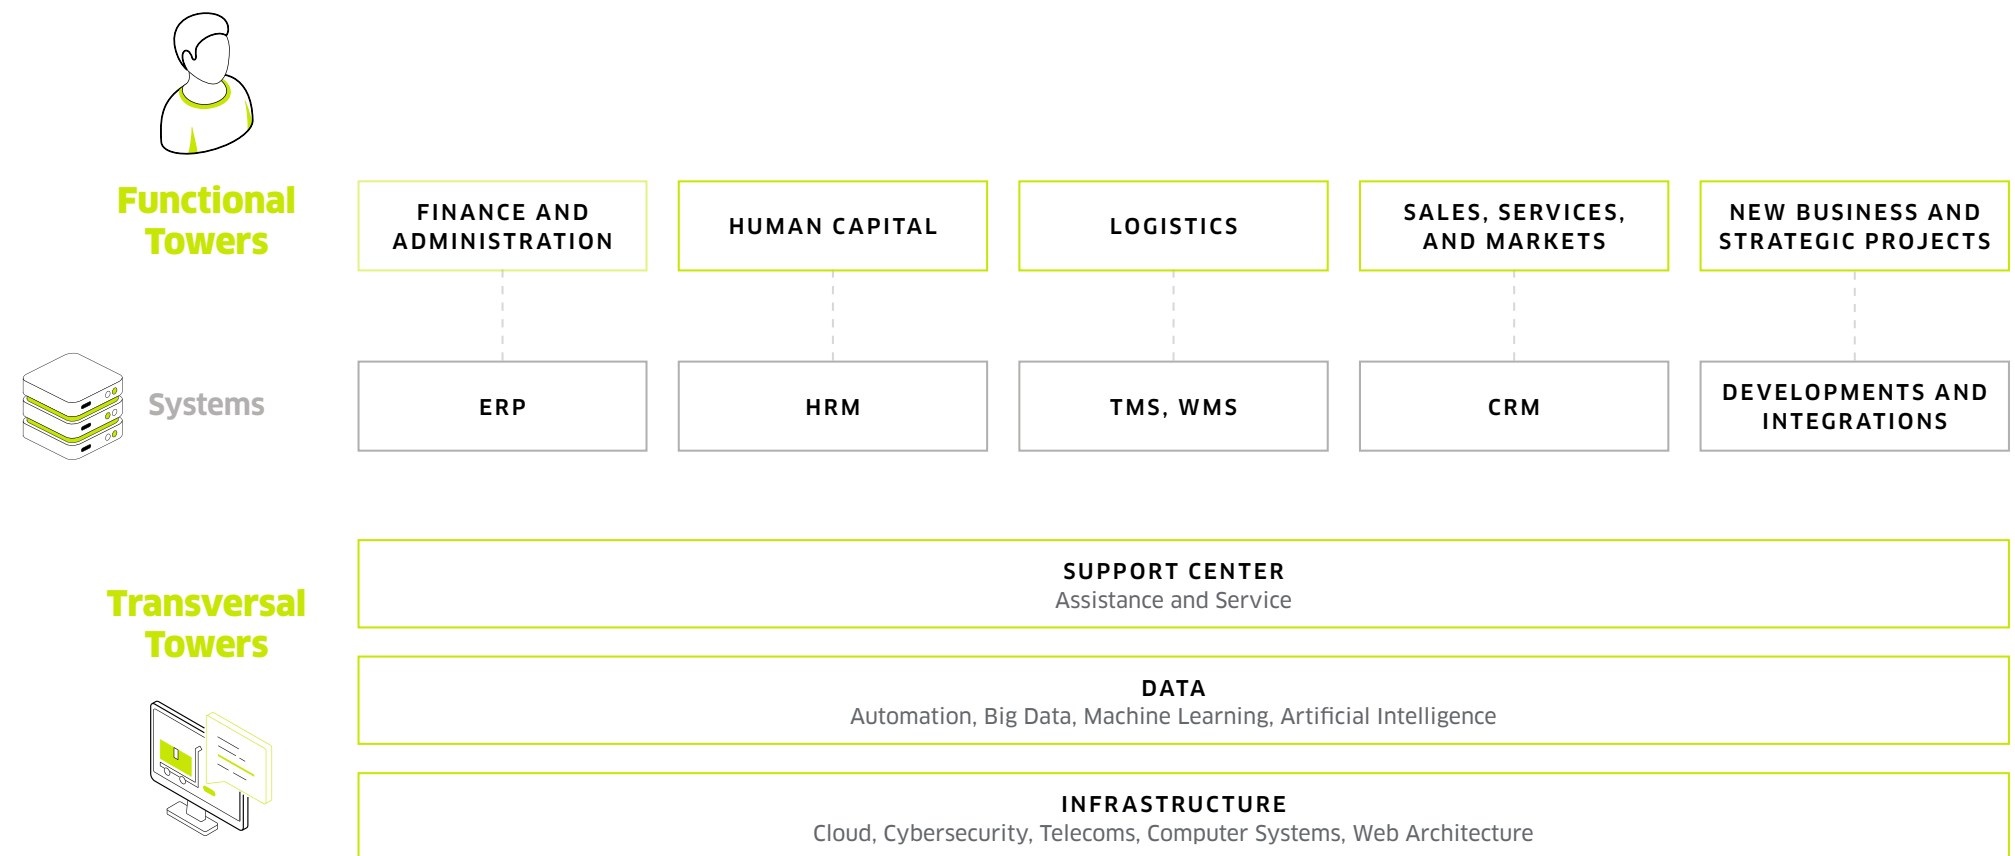 Functional
Towers
FINANCE AND
ADMINISTRATION
HUMAN CAPITAL
LOGISTICS
SALES, SERVICES,
AND MARKETS
NEW BUSINESS AND
STRATEGIC PROJECTS
Systems
ERP
HRM
TMS, WMS
CRM
DEVELOPMENTS AND
INTEGRATIONS
Transversal
Towers
SUPPORT CENTER
Assistance and Service
DATA
Automation, Big Data, Machine Learning, Artificial Intelligence
INFRASTRUCTURE
Cloud, Cybersecurity, Telecoms, Computer Systems, Web Architecture